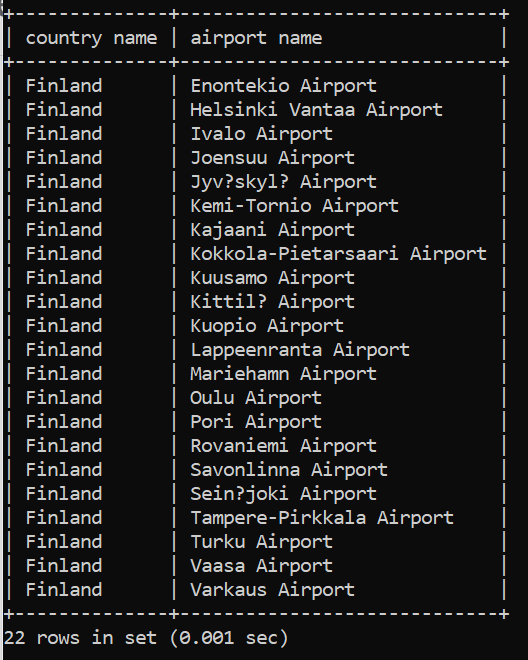 +--------------+------------------------------+
| country name | airport name                 |
+--------------+------------------------------+
| Finland      | Enontekio Airport            |
| Finland      | Helsinki Vantaa Airport      |
| Finland      | Ivalo Airport                |
| Finland      | Joensuu Airport              |
| Finland      | Jyv?skyl? Airport            |
| Finland      | Kemi-Tornio Airport          |
| Finland      | Kajaani Airport              |
| Finland      | Kokkola-Pietarsaari Airport  |
| Finland      | Kuusamo Airport              |
| Finland      | Kittil? Airport              |
| Finland      | Kuopio Airport               |
| Finland      | Lappeenranta Airport         |
| Finland      | Mariehamn Airport            |
| Finland      | Oulu Airport                 |
| Finland      | Pori Airport                 |
| Finland      | Rovaniemi Airport            |
| Finland      | Savonlinna Airport           |
| Finland      | Sein?joki Airport            |
| Finland      | Tampere-Pirkkala Airport     |
| Finland      | Turku Airport                |
| Finland      | Vaasa Airport                |
| Finland      | Varkaus Airport              |
+--------------+------------------------------+
22 rows in set (0.001 sec)